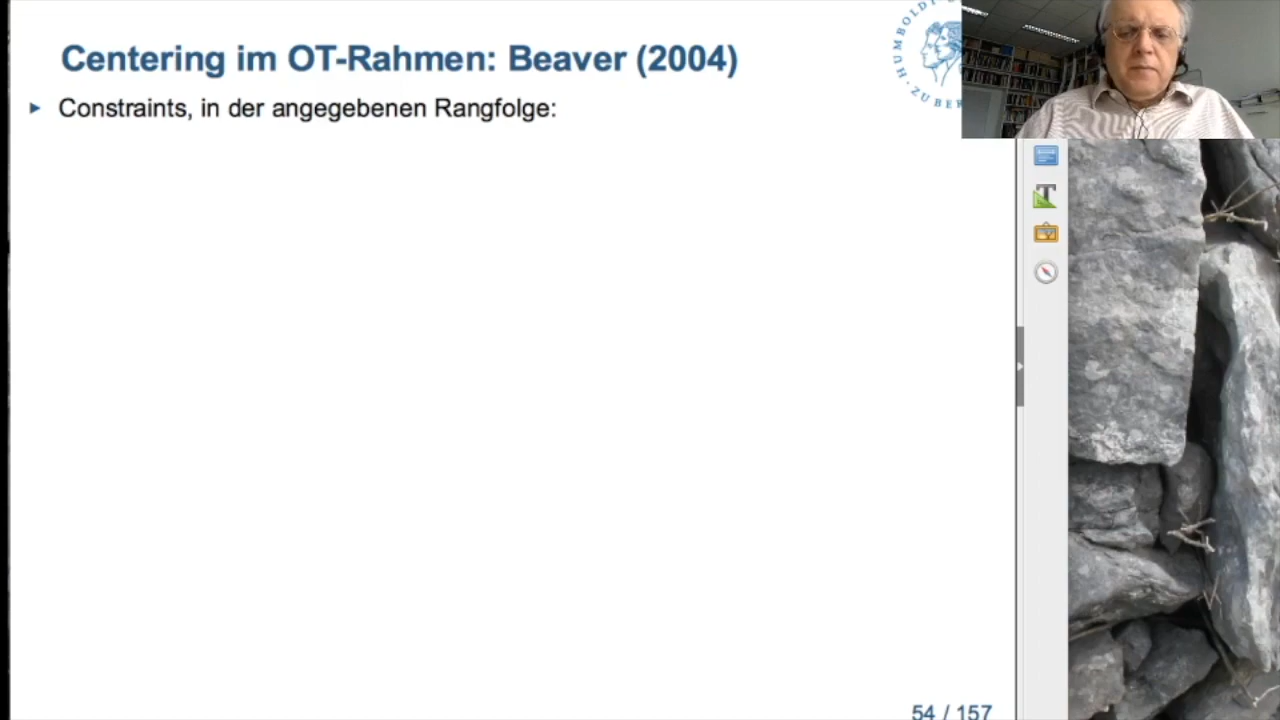 Centering im OT-Rahmen: Beaver (2004)
Constraints, in der angegebenen Rangfolge:
54 / 157